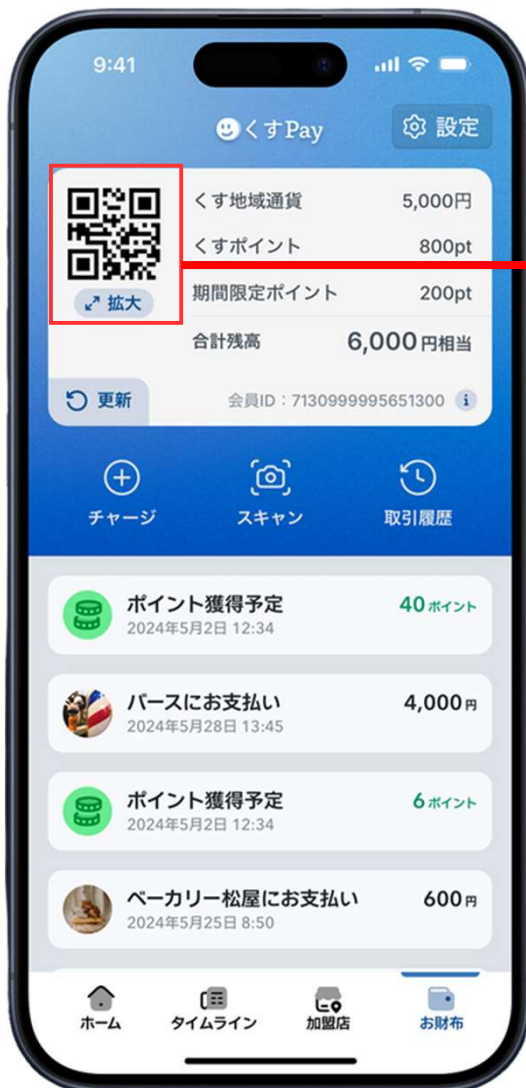 9:41
くすPay
設定
くす地域通貨 5,000円
くすポイント 800pt
拡大
期間限定ポイント 200pt
合計残高 6,000円相当
更新
会員ID：7130999995651300 i
チャージ スキャン 取引履歴
ポイント獲得予定 40ポイント
2024年5月2日 12:34
バースにお支払い 4,000円
2024年5月28日 13:45
ポイント獲得予定 6ポイント
2024年5月2日 12:34
ベーカリー松屋にお支払い 600円
2024年5月25日 8:50
ホーム タイムライン 加盟店 お財布